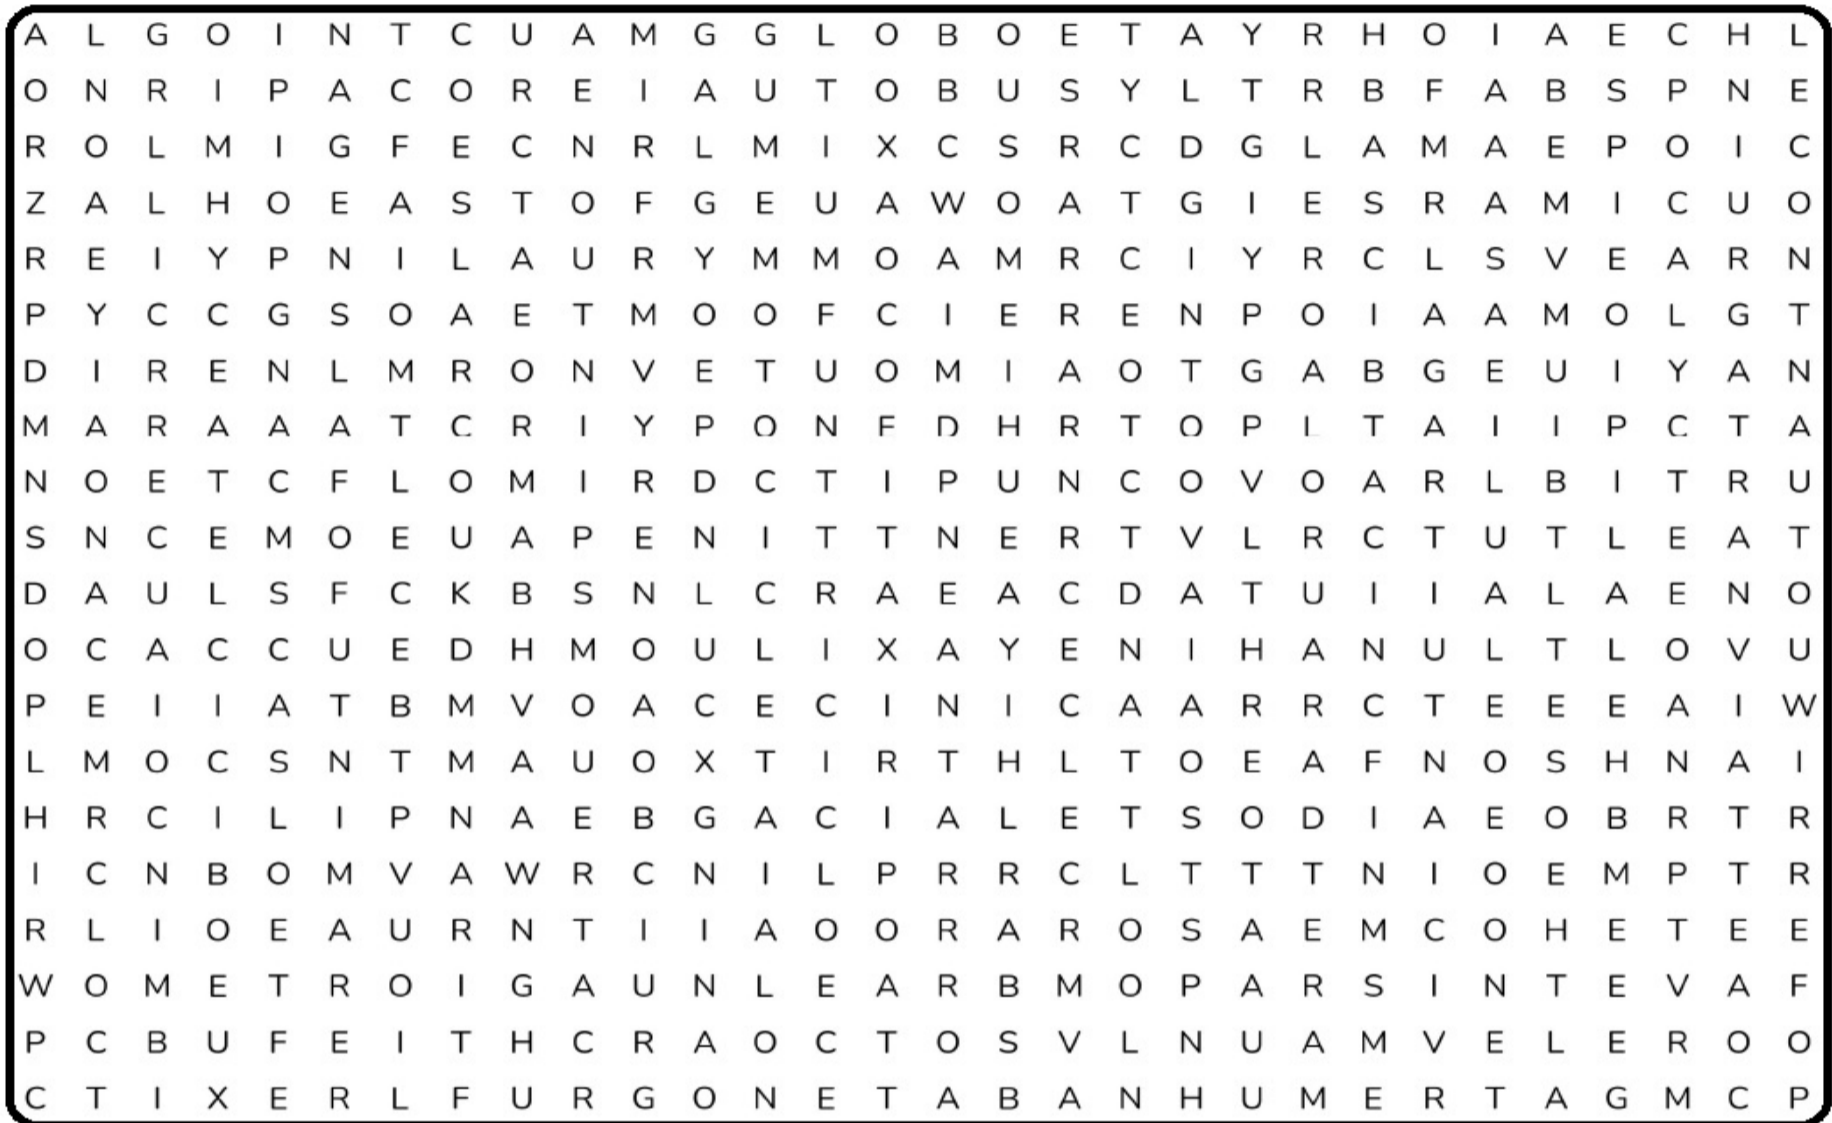 A L G O I N T C U A M G G L O B O E T A Y R H O I A E C H L
O N R I P A C O R E I A U T O B U S Y L T R B F A B S P N E
R O L M I G F E C N R L M I X C S R C D G L A M A E P O I C
Z A L H O E A S T O F G E U A W O A T G I E S R A M I C U O
R E I Y P N I L A U R Y M M O A M R C I Y R C L S V E A R N
P Y C C G S O A E T M O O F C I E R E N P O I A A M O L G T
D I R E N L M R O N V E T U O M I A O T G A B G E U I Y A N
M A R A A A T C R I Y P O N F D H R T O P L T A I I P C T A
N O E T C F L O M I R D C T I P U N C O V O A R L B I T R U
S N C E M O E U A P E N I T T N E R T V L R C T U T L E A T
D A U L S F C K B S N L C R A E A C D A T U I I A L A E N O
O C A C C U E D H M O U L I X A Y E N I H A N U L T L O V U
P E I I A T B M V O A C E C I N I C A A R R C T E E E A I W
L M O C S N T M A U O X T I R T H L T O E A F N O S H N A I
H R C I L I P N A E B G A C I A L E T S O D I A E O B R T R
I C N B O M V A W R C N I L P R R C L T T T N I O E M P T R
R L I O E A U R N T I I A O O R A R O S A E M C O H E T E E
W O M E T R O I G A U N L E A R B M O P A R S I N T E V A F
P C B U F E I T H C R A O C T O S V L N U A M V E L E R O O
C T I X E R L F U R G O N E T A B A N H U M E R T A G M C P